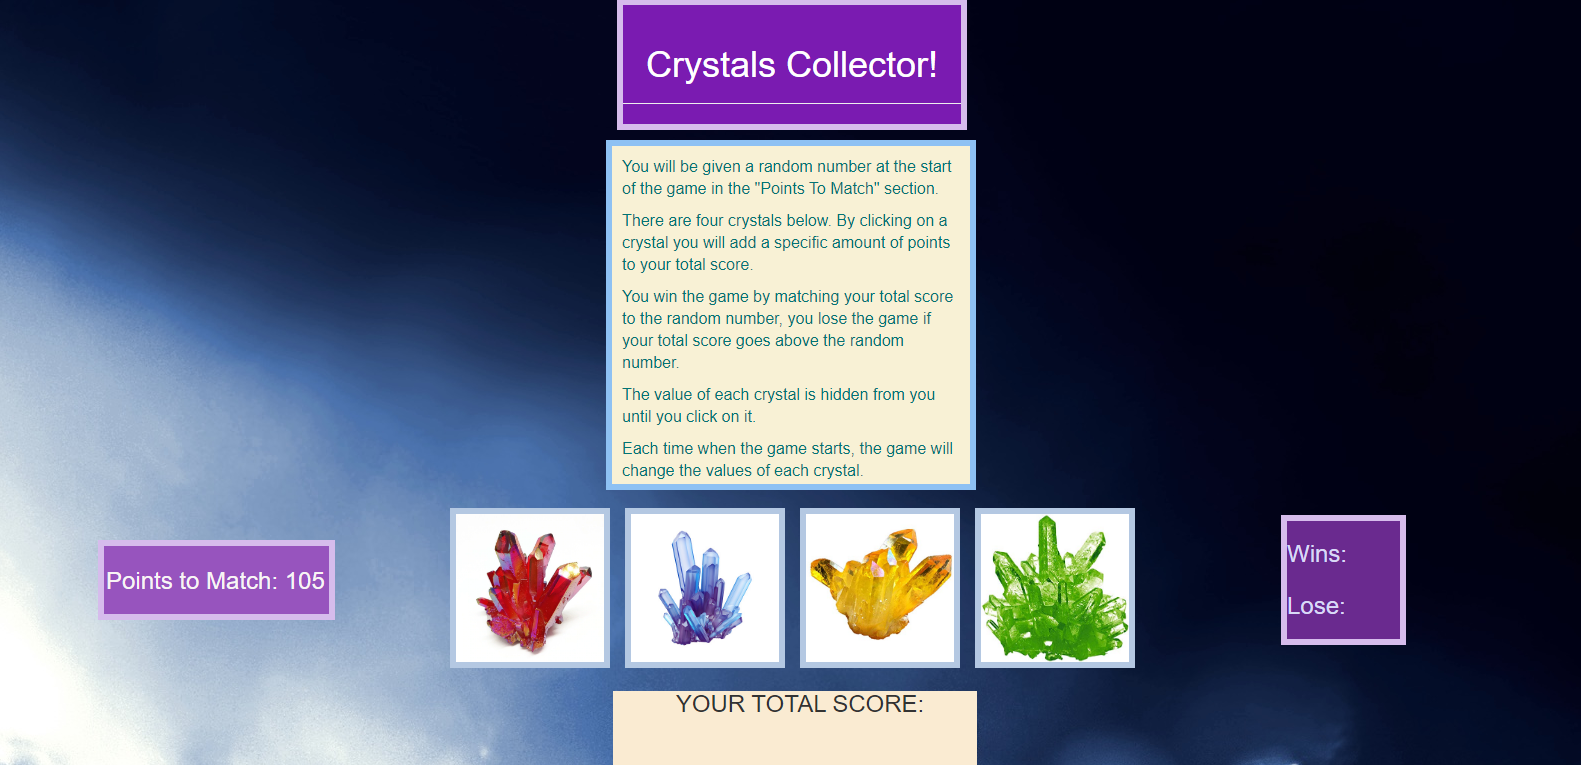 Crystals Collector!
You will be given a random number at the start
of the game in the "Points To Match" section.
There are four crystals below. By clicking on a
crystal you will add a specific amount of points
to your total score.
You win the game by matching your total score
to the random number, you lose the game if
your total score goes above the random
number.
The value of each crystal is hidden from you
until you click on it.
Each time when the game starts, the game will
change the values of each crystal.
Points to Match: 105
Wins:
Lose:
YOUR TOTAL SCORE: